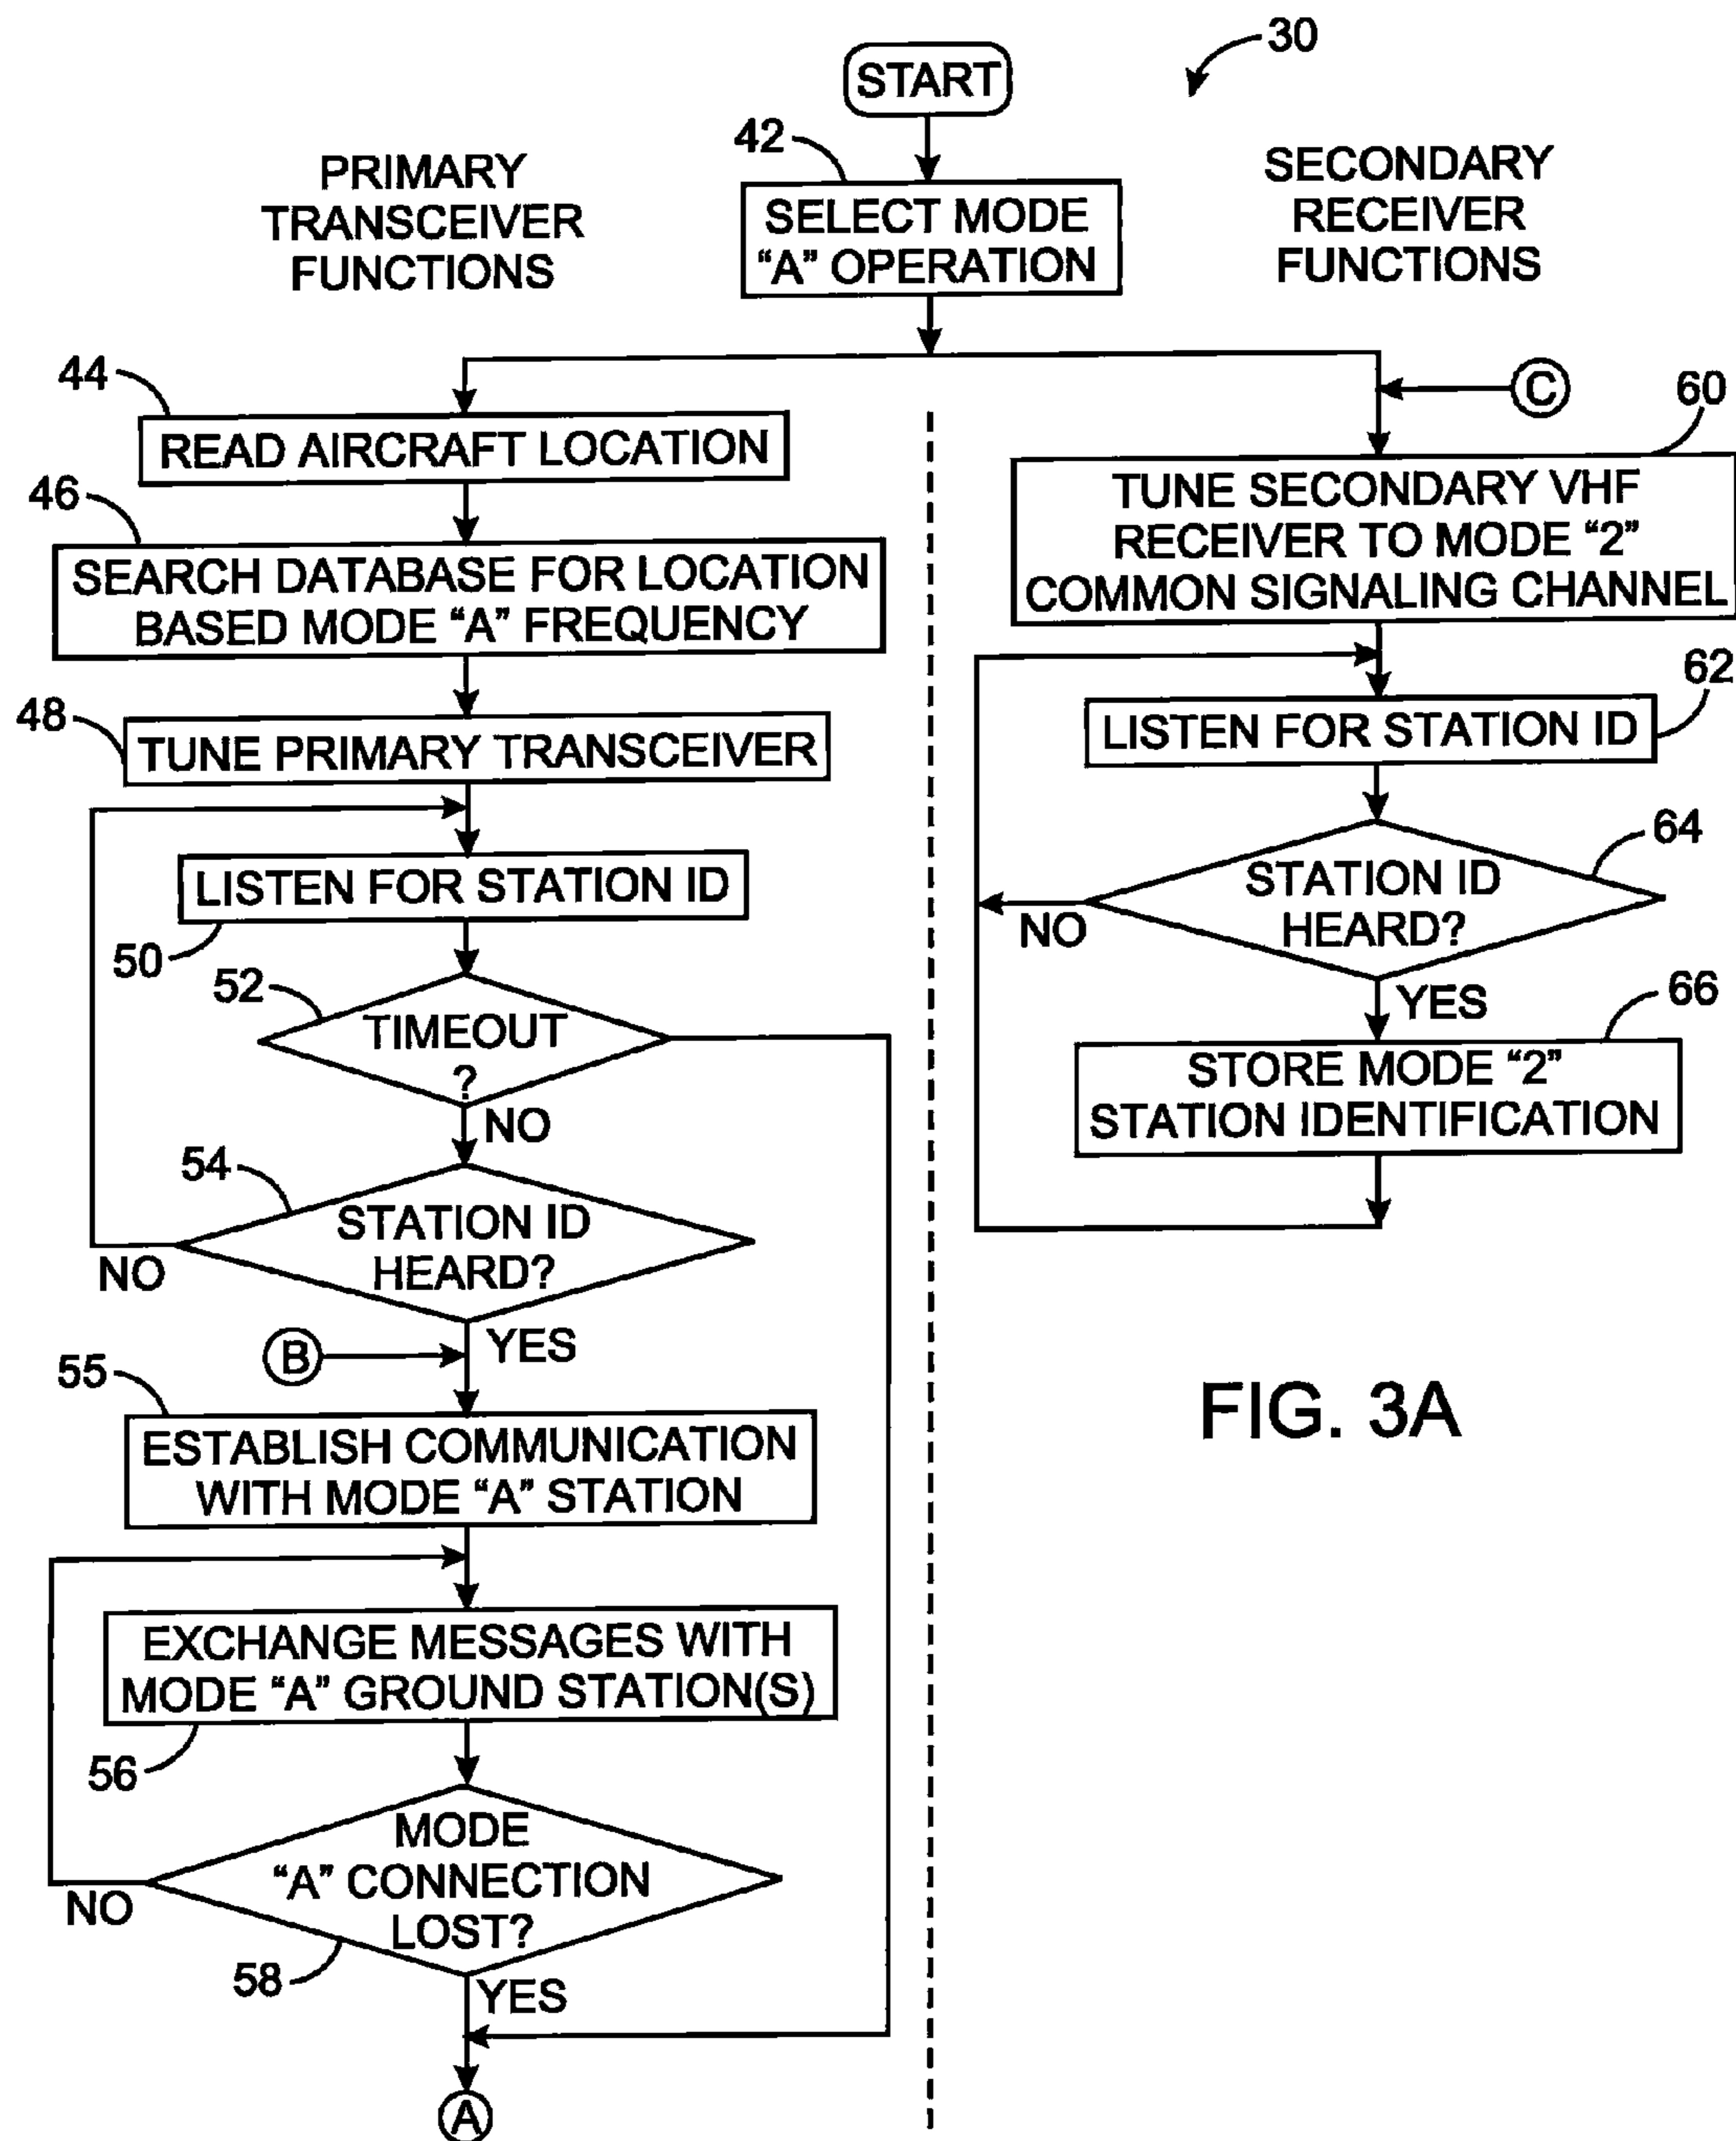 30
START
42
PRIMARY
TRANSCEIVER
FUNCTIONS
SELECT MODE
“A” OPERATION
SECONDARY
RECEIVER
FUNCTIONS
44
READ AIRCRAFT LOCATION
46
SEARCH DATABASE FOR LOCATION
BASED MODE “A” FREQUENCY
48
TUNE PRIMARY TRANSCEIVER
LISTEN FOR STATION ID
50
52
TIMEOUT
?
NO
54
STATION ID
HEARD?
NO
YES
B
55
ESTABLISH COMMUNICATION
WITH MODE “A” STATION
EXCHANGE MESSAGES WITH
MODE “A” GROUND STATION(S)
56
MODE
“A” CONNECTION
LOST?
NO
58
YES
A
C
60
TUNE SECONDARY VHF
RECEIVER TO MODE “2”
COMMON SIGNALING CHANNEL
62
LISTEN FOR STATION ID
64
STATION ID
HEARD?
NO
YES
66
STORE MODE “2”
STATION IDENTIFICATION
FIG. 3A